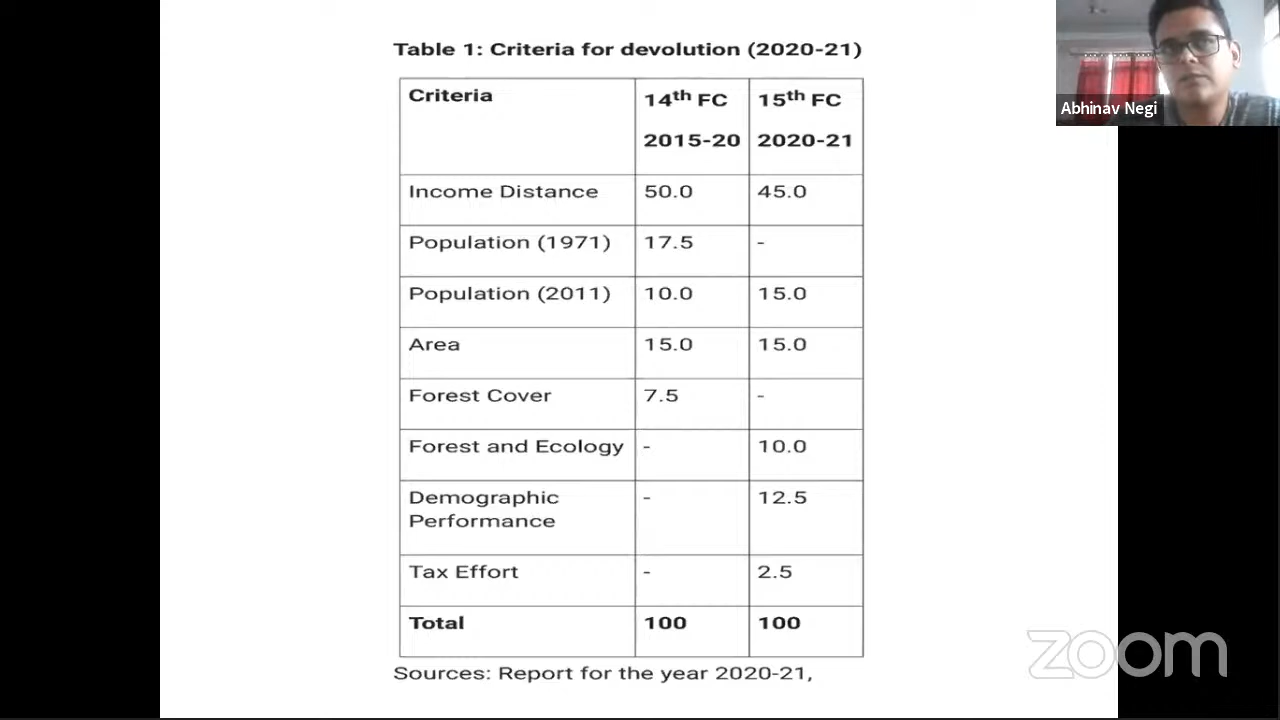 Table 1: Criteria for devolution (2020-21)
Criteria 14th FC 2015-20 15th FC 2020-21
Income Distance 50.0 45.0
Population (1971) 17.5 -
Population (2011) 10.0 15.0
Area 15.0 15.0
Forest Cover 7.5 -
Forest and Ecology - 10.0
Demographic Performance - 12.5
Tax Effort - 2.5
Total 100 100
Sources: Report for the year 2020-21,
Abhinav Negi
zoom